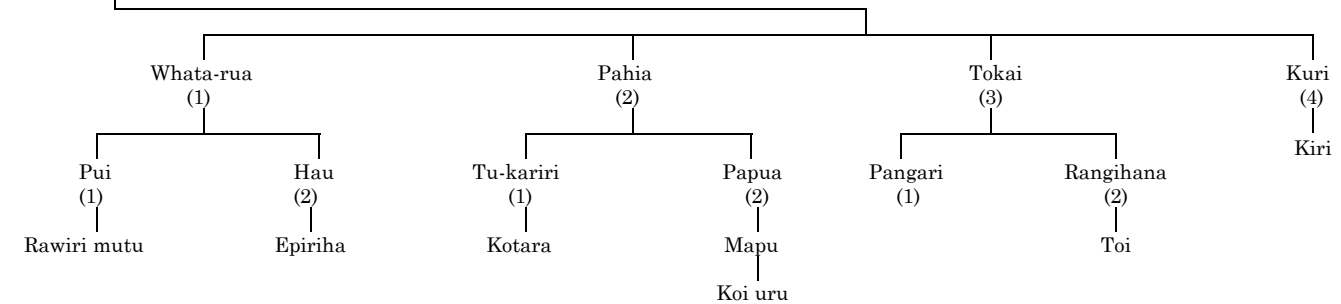 Whata-rua Pahia Tokai Kuri
(1) (2) (3) (4)
Kiri
Pui Hau Tu-kariri Papua Pangari Rangihana
(1) (2) (1) (2) (1) (2)
Rawiri mutu Epiriha Kotara Mapu Toi
Koi uru